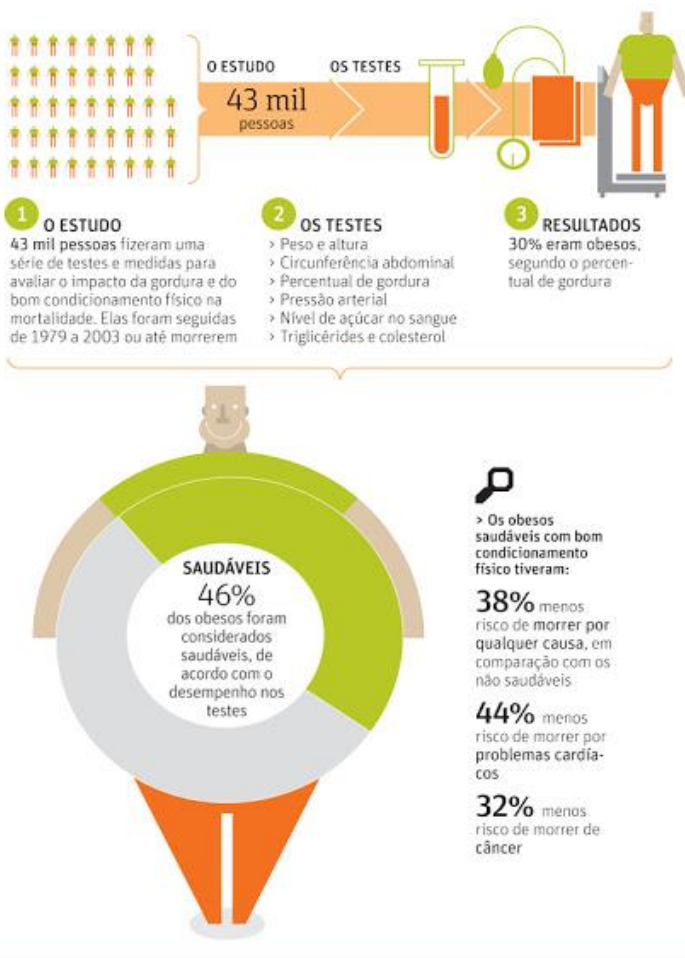 O ESTUDO
OS TESTES
43 mil
pessoas
1
O ESTUDO
43 mil pessoas fizeram uma
série de testes e medidas para
avaliar o impacto da gordura e do
bom condicionamento físico na
mortalidade. Elas foram seguidas
de 1979 a 2003 ou até morrerem
2
OS TESTES
> Peso e altura
> Circunferência abdominal
> Percentual de gordura
> Pressão arterial
> Nível de açúcar no sangue
> Triglicérides e colesterol
3
RESULTADOS
30% eram obesos,
segundo o percen-
tual de gordura
SAUDÁVEIS
46%
dos obesos foram
considerados
saudáveis, de
acordo com o
desempenho nos
testes
> Os obesos
saudáveis com bom
condicionamento
físico tiveram:
38% menos
risco de morrer por
qualquer causa, em
comparação com os
não saudáveis
44% menos
risco de morrer por
problemas cardía-
cos
32% menos
risco de morrer de
câncer